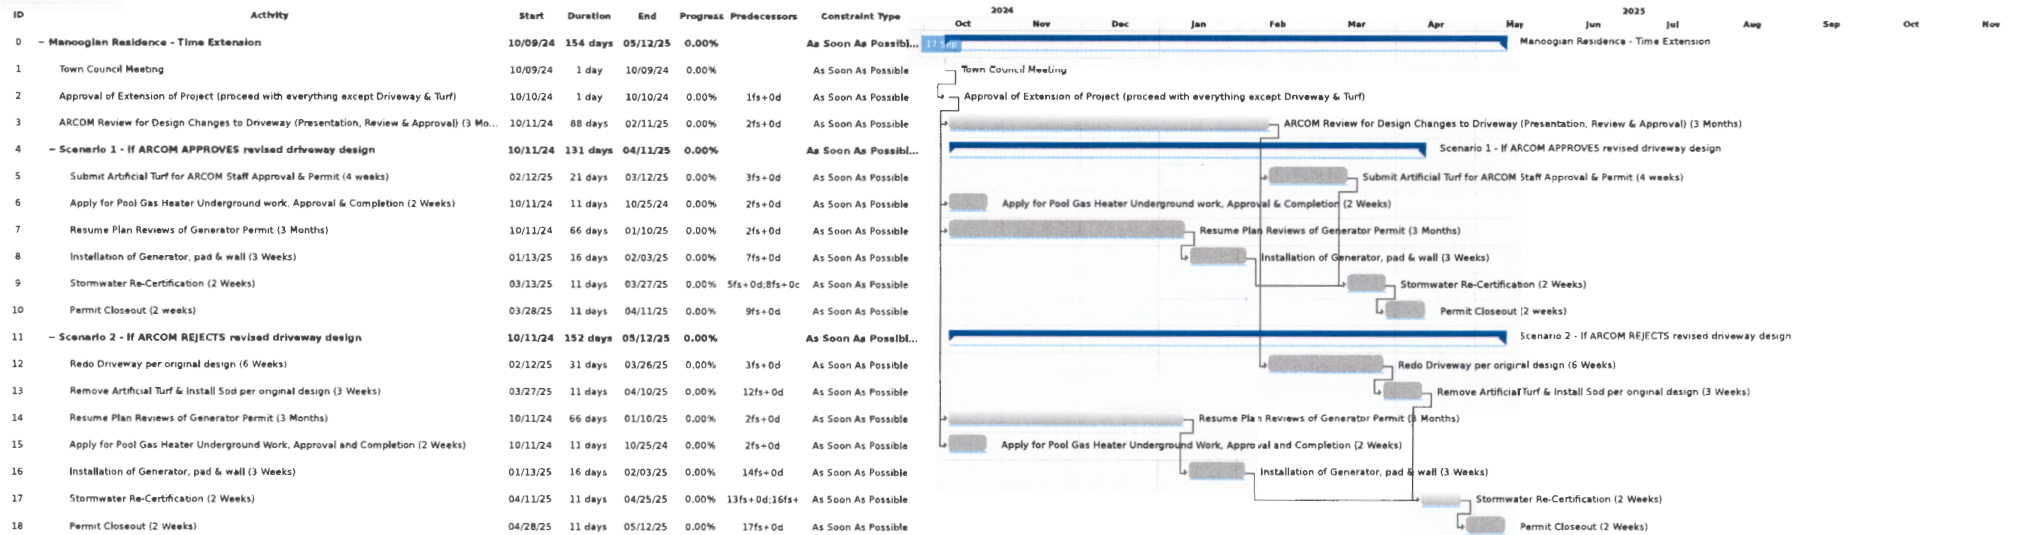 2024 2025
ID Activity Start Duration End Progress Predecessors Constraint Type Oct Nov Dec Jan Feb Mar Apr May Jun Jul Aug Sep Oct Nov
0 − Manoogian Residence - Time Extension 10/09/24 154 days 05/12/25 0.00% As Soon As Possibl... 17 Sep Manoogian Residence - Time Extension
1 Town Council Meeting 10/09/24 1 day 10/09/24 0.00% As Soon As Possible Town Council Meeting
2 Approval of Extension of Project (proceed with everything except Driveway & Turf) 10/10/24 1 day 10/10/24 0.00% 1fs+0d As Soon As Possible Approval of Extension of Project (proceed with everything except Driveway & Turf)
3 ARCOM Review for Design Changes to Driveway (Presentation, Review & Approval) (3 Mo... 10/11/24 88 days 02/11/25 0.00% 2fs+0d As Soon As Possible ARCOM Review for Design Changes to Driveway (Presentation, Review & Approval) (3 Months)
4 − Scenario 1 - If ARCOM APPROVES revised driveway design 10/11/24 131 days 04/11/25 0.00% As Soon As Possibl... Scenario 1 - If ARCOM APPROVES revised driveway design
5 Submit Artificial Turf for ARCOM Staff Approval & Permit (4 weeks) 02/12/25 21 days 03/12/25 0.00% 3fs+0d As Soon As Possible Submit Artificial Turf for ARCOM Staff Approval & Permit (4 weeks)
6 Apply for Pool Gas Heater Underground work, Approval & Completion (2 Weeks) 10/11/24 11 days 10/25/24 0.00% 2fs+0d As Soon As Possible Apply for Pool Gas Heater Underground work, Approval & Completion (2 Weeks)
7 Resume Plan Reviews of Generator Permit (3 Months) 10/11/24 66 days 01/10/25 0.00% 2fs+0d As Soon As Possible Resume Plan Reviews of Generator Permit (3 Months)
8 Installation of Generator, pad & wall (3 Weeks) 01/13/25 16 days 02/03/25 0.00% 7fs+0d As Soon As Possible Installation of Generator, pad & wall (3 Weeks)
9 Stormwater Re-Certification (2 Weeks) 03/13/25 11 days 03/27/25 0.00% 5fs+0d;8fs+0c As Soon As Possible Stormwater Re-Certification (2 Weeks)
10 Permit Closeout (2 weeks) 03/28/25 11 days 04/11/25 0.00% 9fs+0d As Soon As Possible Permit Closeout (2 weeks)
11 − Scenario 2 - If ARCOM REJECTS revised driveway design 10/11/24 152 days 05/12/25 0.00% As Soon As Possibl... Scenario 2 - If ARCOM REJECTS revised driveway design
12 Redo Driveway per original design (6 Weeks) 02/12/25 31 days 03/26/25 0.00% 3fs+0d As Soon As Possible Redo Driveway per original design (6 Weeks)
13 Remove Artificial Turf & Install Sod per original design (3 Weeks) 03/27/25 11 days 04/10/25 0.00% 12fs+0d As Soon As Possible Remove Artificial Turf & Install Sod per original design (3 Weeks)
14 Resume Plan Reviews of Generator Permit (3 Months) 10/11/24 66 days 01/10/25 0.00% 2fs+0d As Soon As Possible Resume Plan Reviews of Generator Permit (3 Months)
15 Apply for Pool Gas Heater Underground Work, Approval and Completion (2 Weeks) 10/11/24 11 days 10/25/24 0.00% 2fs+0d As Soon As Possible Apply for Pool Gas Heater Underground Work, Approval and Completion (2 Weeks)
16 Installation of Generator, pad & wall (3 Weeks) 01/13/25 16 days 02/03/25 0.00% 14fs+0d As Soon As Possible Installation of Generator, pad & wall (3 Weeks)
17 Stormwater Re-Certification (2 Weeks) 04/11/25 11 days 04/25/25 0.00% 13fs+0d;16fs+ As Soon As Possible Stormwater Re-Certification (2 Weeks)
18 Permit Closeout (2 Weeks) 04/28/25 11 days 05/12/25 0.00% 17fs+0d As Soon As Possible Permit Closeout (2 Weeks)